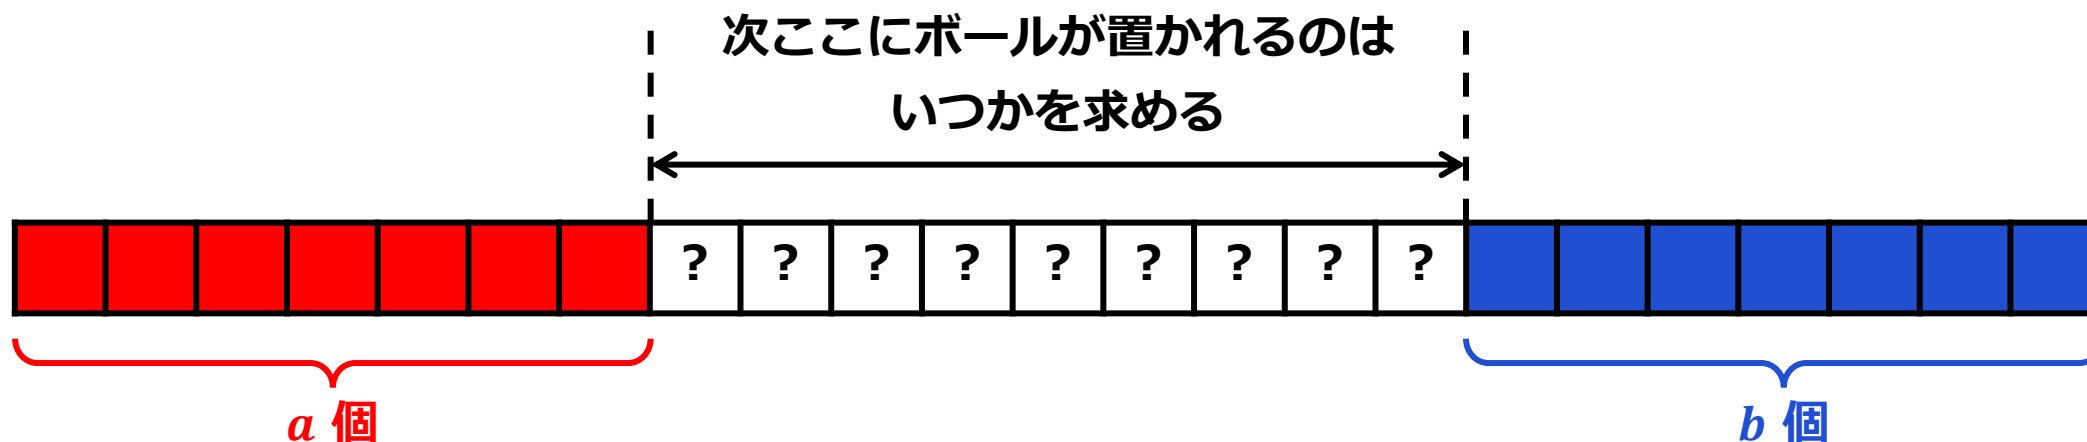 次ここにボールが置かれるのは
いつかを求める
? ? ? ? ? ? ? ? ?
a 個
b 個